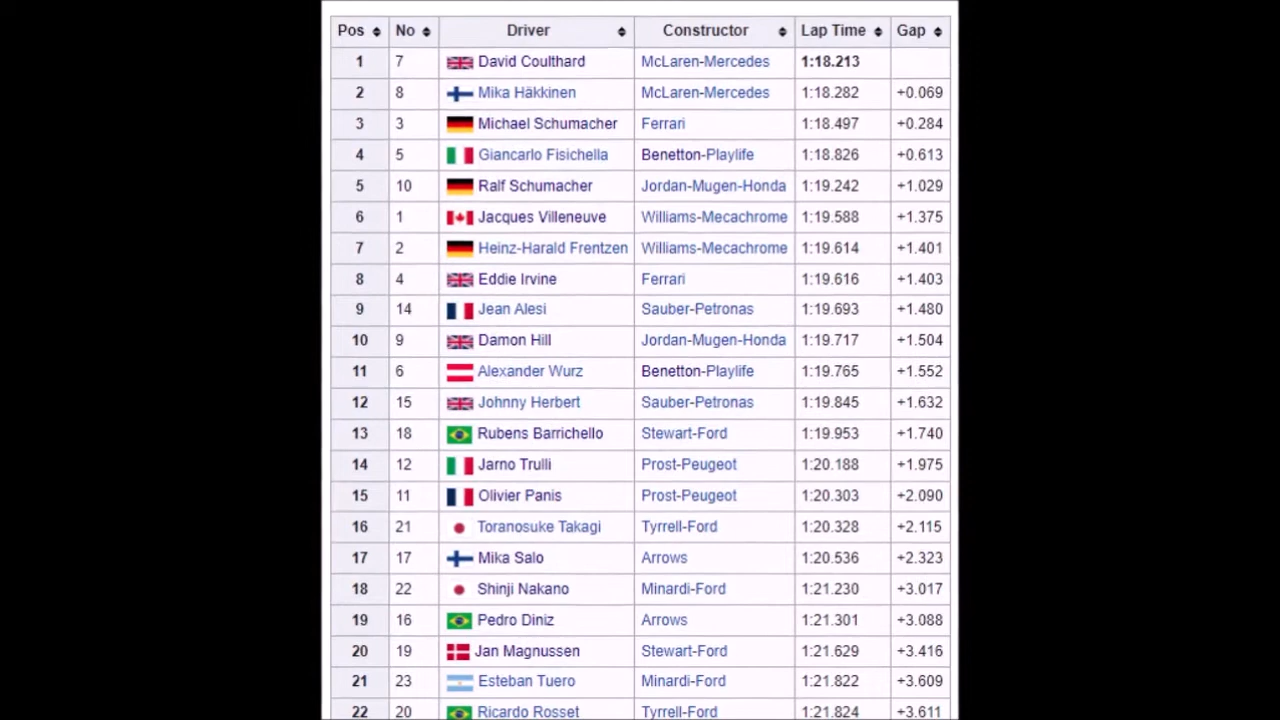 Pos No Driver Constructor Lap Time Gap
1 7 David Coulthard McLaren-Mercedes 1:18.213
2 8 Mika Häkkinen McLaren-Mercedes 1:18.282 +0.069
3 3 Michael Schumacher Ferrari 1:18.497 +0.284
4 5 Giancarlo Fisichella Benetton-Playlife 1:18.826 +0.613
5 10 Ralf Schumacher Jordan-Mugen-Honda 1:19.242 +1.029
6 1 Jacques Villeneuve Williams-Mecachrome 1:19.588 +1.375
7 2 Heinz-Harald Frentzen Williams-Mecachrome 1:19.614 +1.401
8 4 Eddie Irvine Ferrari 1:19.616 +1.403
9 14 Jean Alesi Sauber-Petronas 1:19.693 +1.480
10 9 Damon Hill Jordan-Mugen-Honda 1:19.717 +1.504
11 6 Alexander Wurz Benetton-Playlife 1:19.765 +1.552
12 15 Johnny Herbert Sauber-Petronas 1:19.845 +1.632
13 18 Rubens Barrichello Stewart-Ford 1:19.953 +1.740
14 12 Jarno Trulli Prost-Peugeot 1:20.188 +1.975
15 11 Olivier Panis Prost-Peugeot 1:20.303 +2.090
16 21 Toranosuke Takagi Tyrrell-Ford 1:20.328 +2.115
17 17 Mika Salo Arrows 1:20.536 +2.323
18 22 Shinji Nakano Minardi-Ford 1:21.230 +3.017
19 16 Pedro Diniz Arrows 1:21.301 +3.088
20 19 Jan Magnussen Stewart-Ford 1:21.629 +3.416
21 23 Esteban Tuero Minardi-Ford 1:21.822 +3.609
22 20 Ricardo Rosset Tyrrell-Ford 1:21.824 +3.611